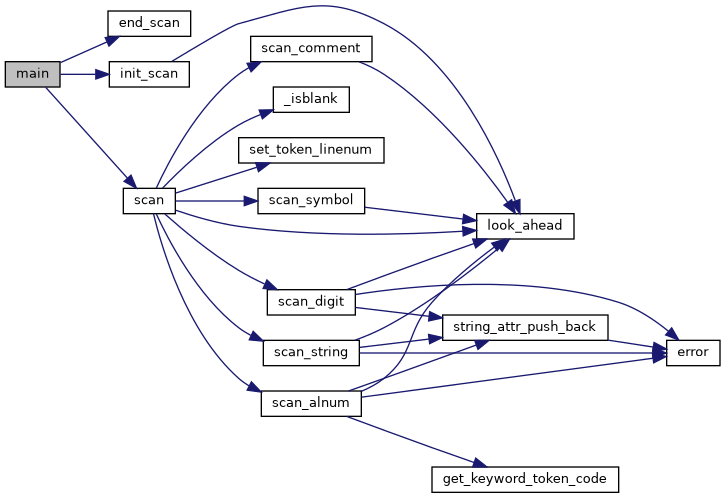 end_scan
main
init_scan
scan_comment
_isblank
set_token_linenum
scan
scan_symbol
look_ahead
scan_digit
string_attr_push_back
scan_string
error
scan_alnum
get_keyword_token_code